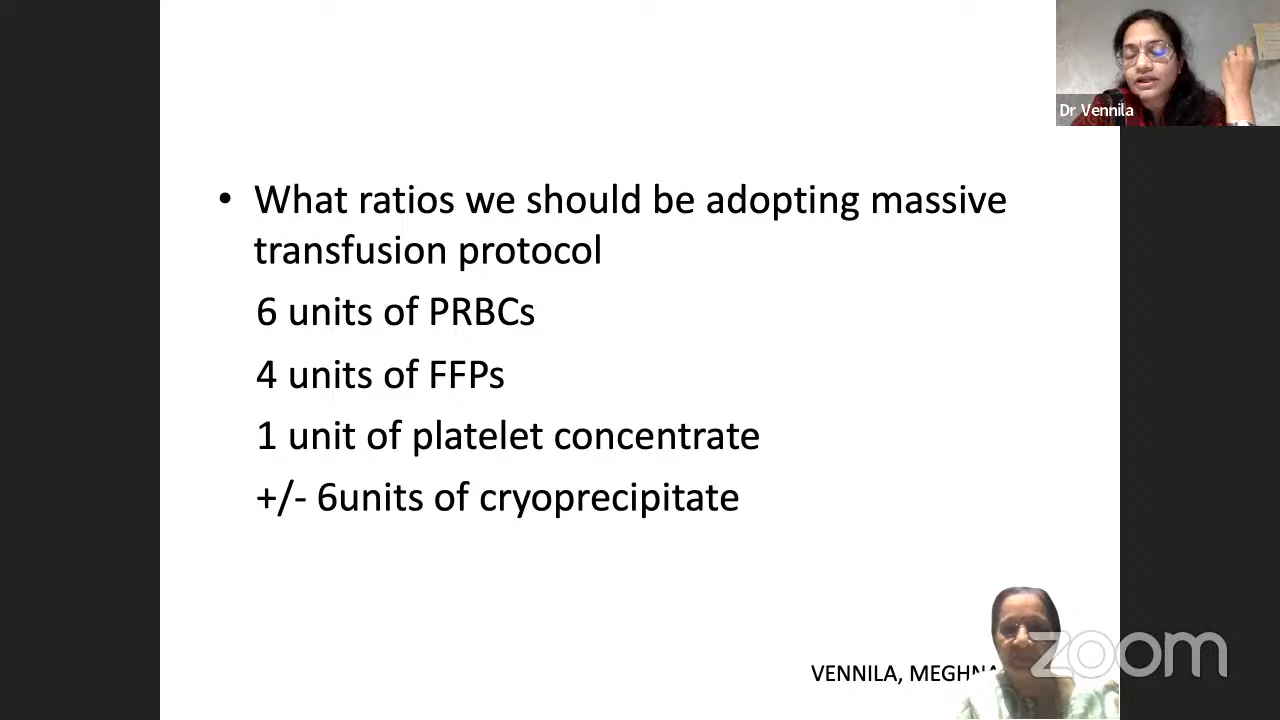 Dr Vennila
• What ratios we should be adopting massive
transfusion protocol
6 units of PRBCs
4 units of FFPs
1 unit of platelet concentrate
+/- 6units of cryoprecipitate
VENNILA, MEGHNA
zoom